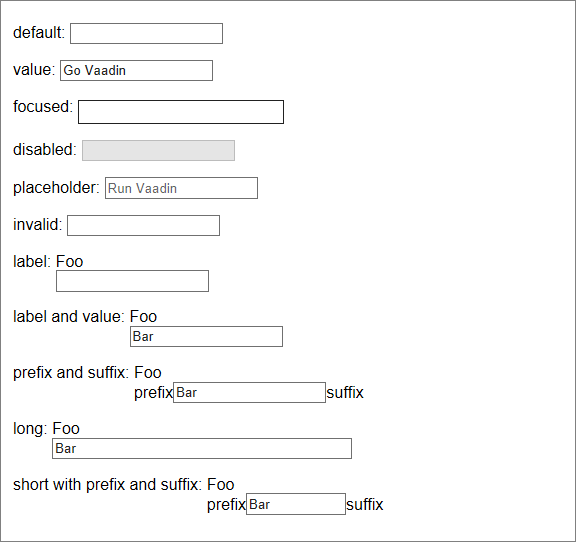 default:
value: Go Vaadin
focused:
disabled:
placeholder: Run Vaadin
invalid:
label: Foo
label and value: Foo
Bar
prefix and suffix: Foo
prefix Bar suffix
long: Foo
Bar
short with prefix and suffix: Foo
prefix Bar suffix